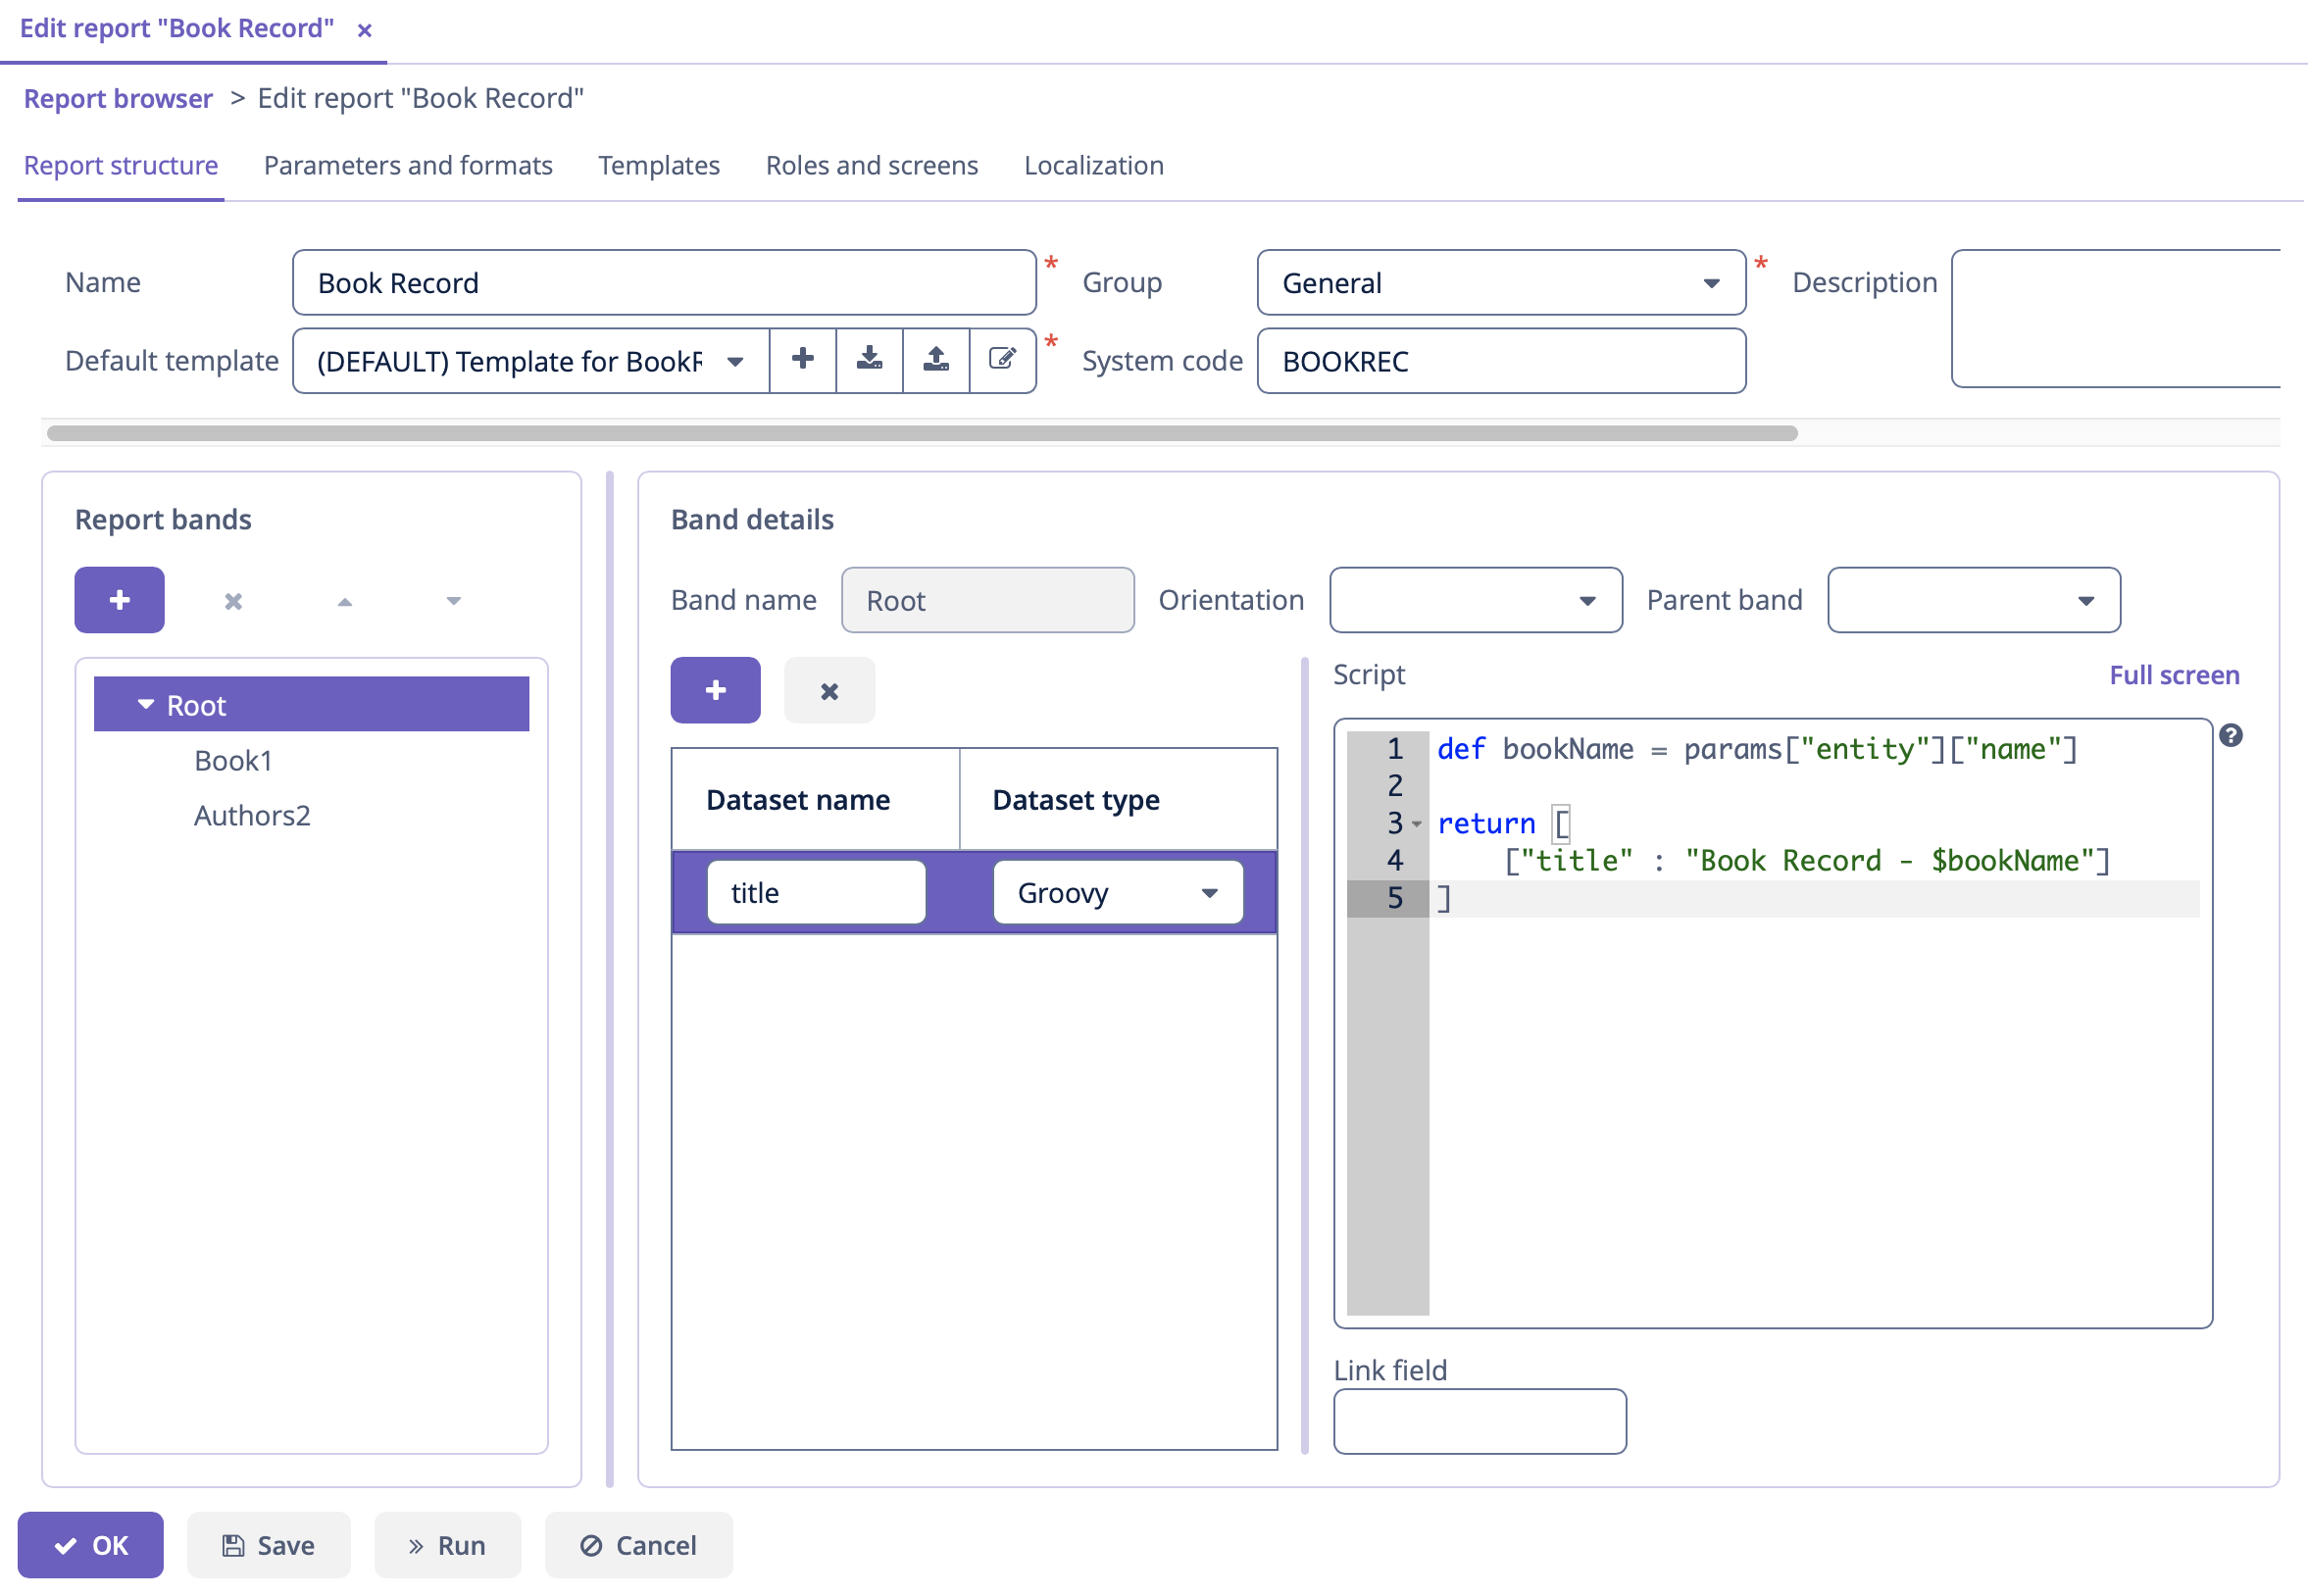 Edit report "Book Record" ×
Report browser > Edit report "Book Record"
Report structure Parameters and formats Templates Roles and screens Localization
Name Book Record * Group General * Description
Default template (DEFAULT) Template for BookR * System code BOOKREC
Report bands
Root
Book1
Authors2
Band details
Band name Root Orientation Parent band
Dataset name Dataset type
title Groovy
Script Full screen
1 def bookName = params["entity"]["name"]
2
3 return [
4 ["title" : "Book Record - $bookName"]
5 ]
Link field
OK Save Run Cancel